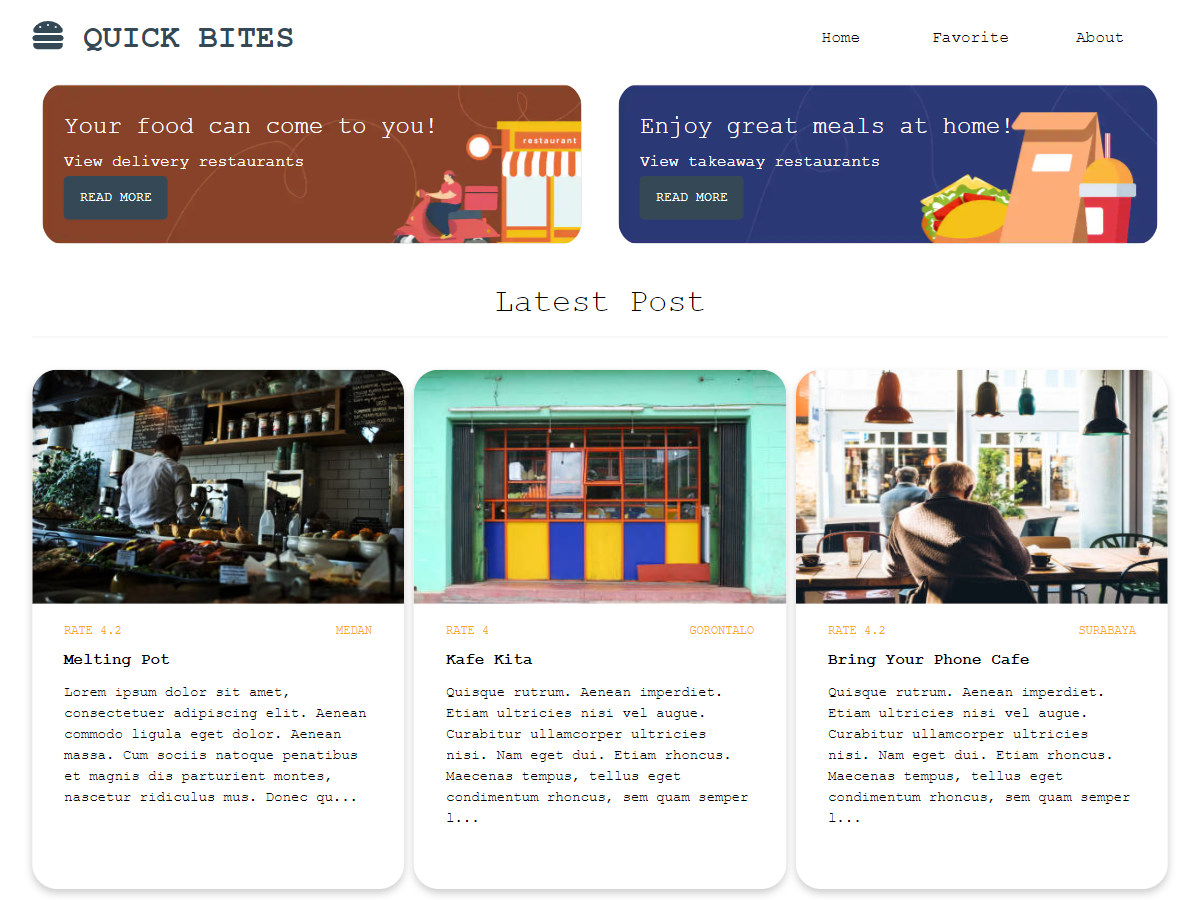 QUICK BITES
Home Favorite About
Your food can come to you!
View delivery restaurants
READ MORE
restaurant
Enjoy great meals at home!
View takeaway restaurants
READ MORE
Latest Post
RATE 4.2 MEDAN
Melting Pot
Lorem ipsum dolor sit amet,
consectetuer adipiscing elit. Aenean
commodo ligula eget dolor. Aenean
massa. Cum sociis natoque penatibus
et magnis dis parturient montes,
nascetur ridiculus mus. Donec qu...
RATE 4 GORONTALO
Kafe Kita
Quisque rutrum. Aenean imperdiet.
Etiam ultricies nisi vel augue.
Curabitur ullamcorper ultricies
nisi. Nam eget dui. Etiam rhoncus.
Maecenas tempus, tellus eget
condimentum rhoncus, sem quam semper
l...
RATE 4.2 SURABAYA
Bring Your Phone Cafe
Quisque rutrum. Aenean imperdiet.
Etiam ultricies nisi vel augue.
Curabitur ullamcorper ultricies
nisi. Nam eget dui. Etiam rhoncus.
Maecenas tempus, tellus eget
condimentum rhoncus, sem quam semper
l...